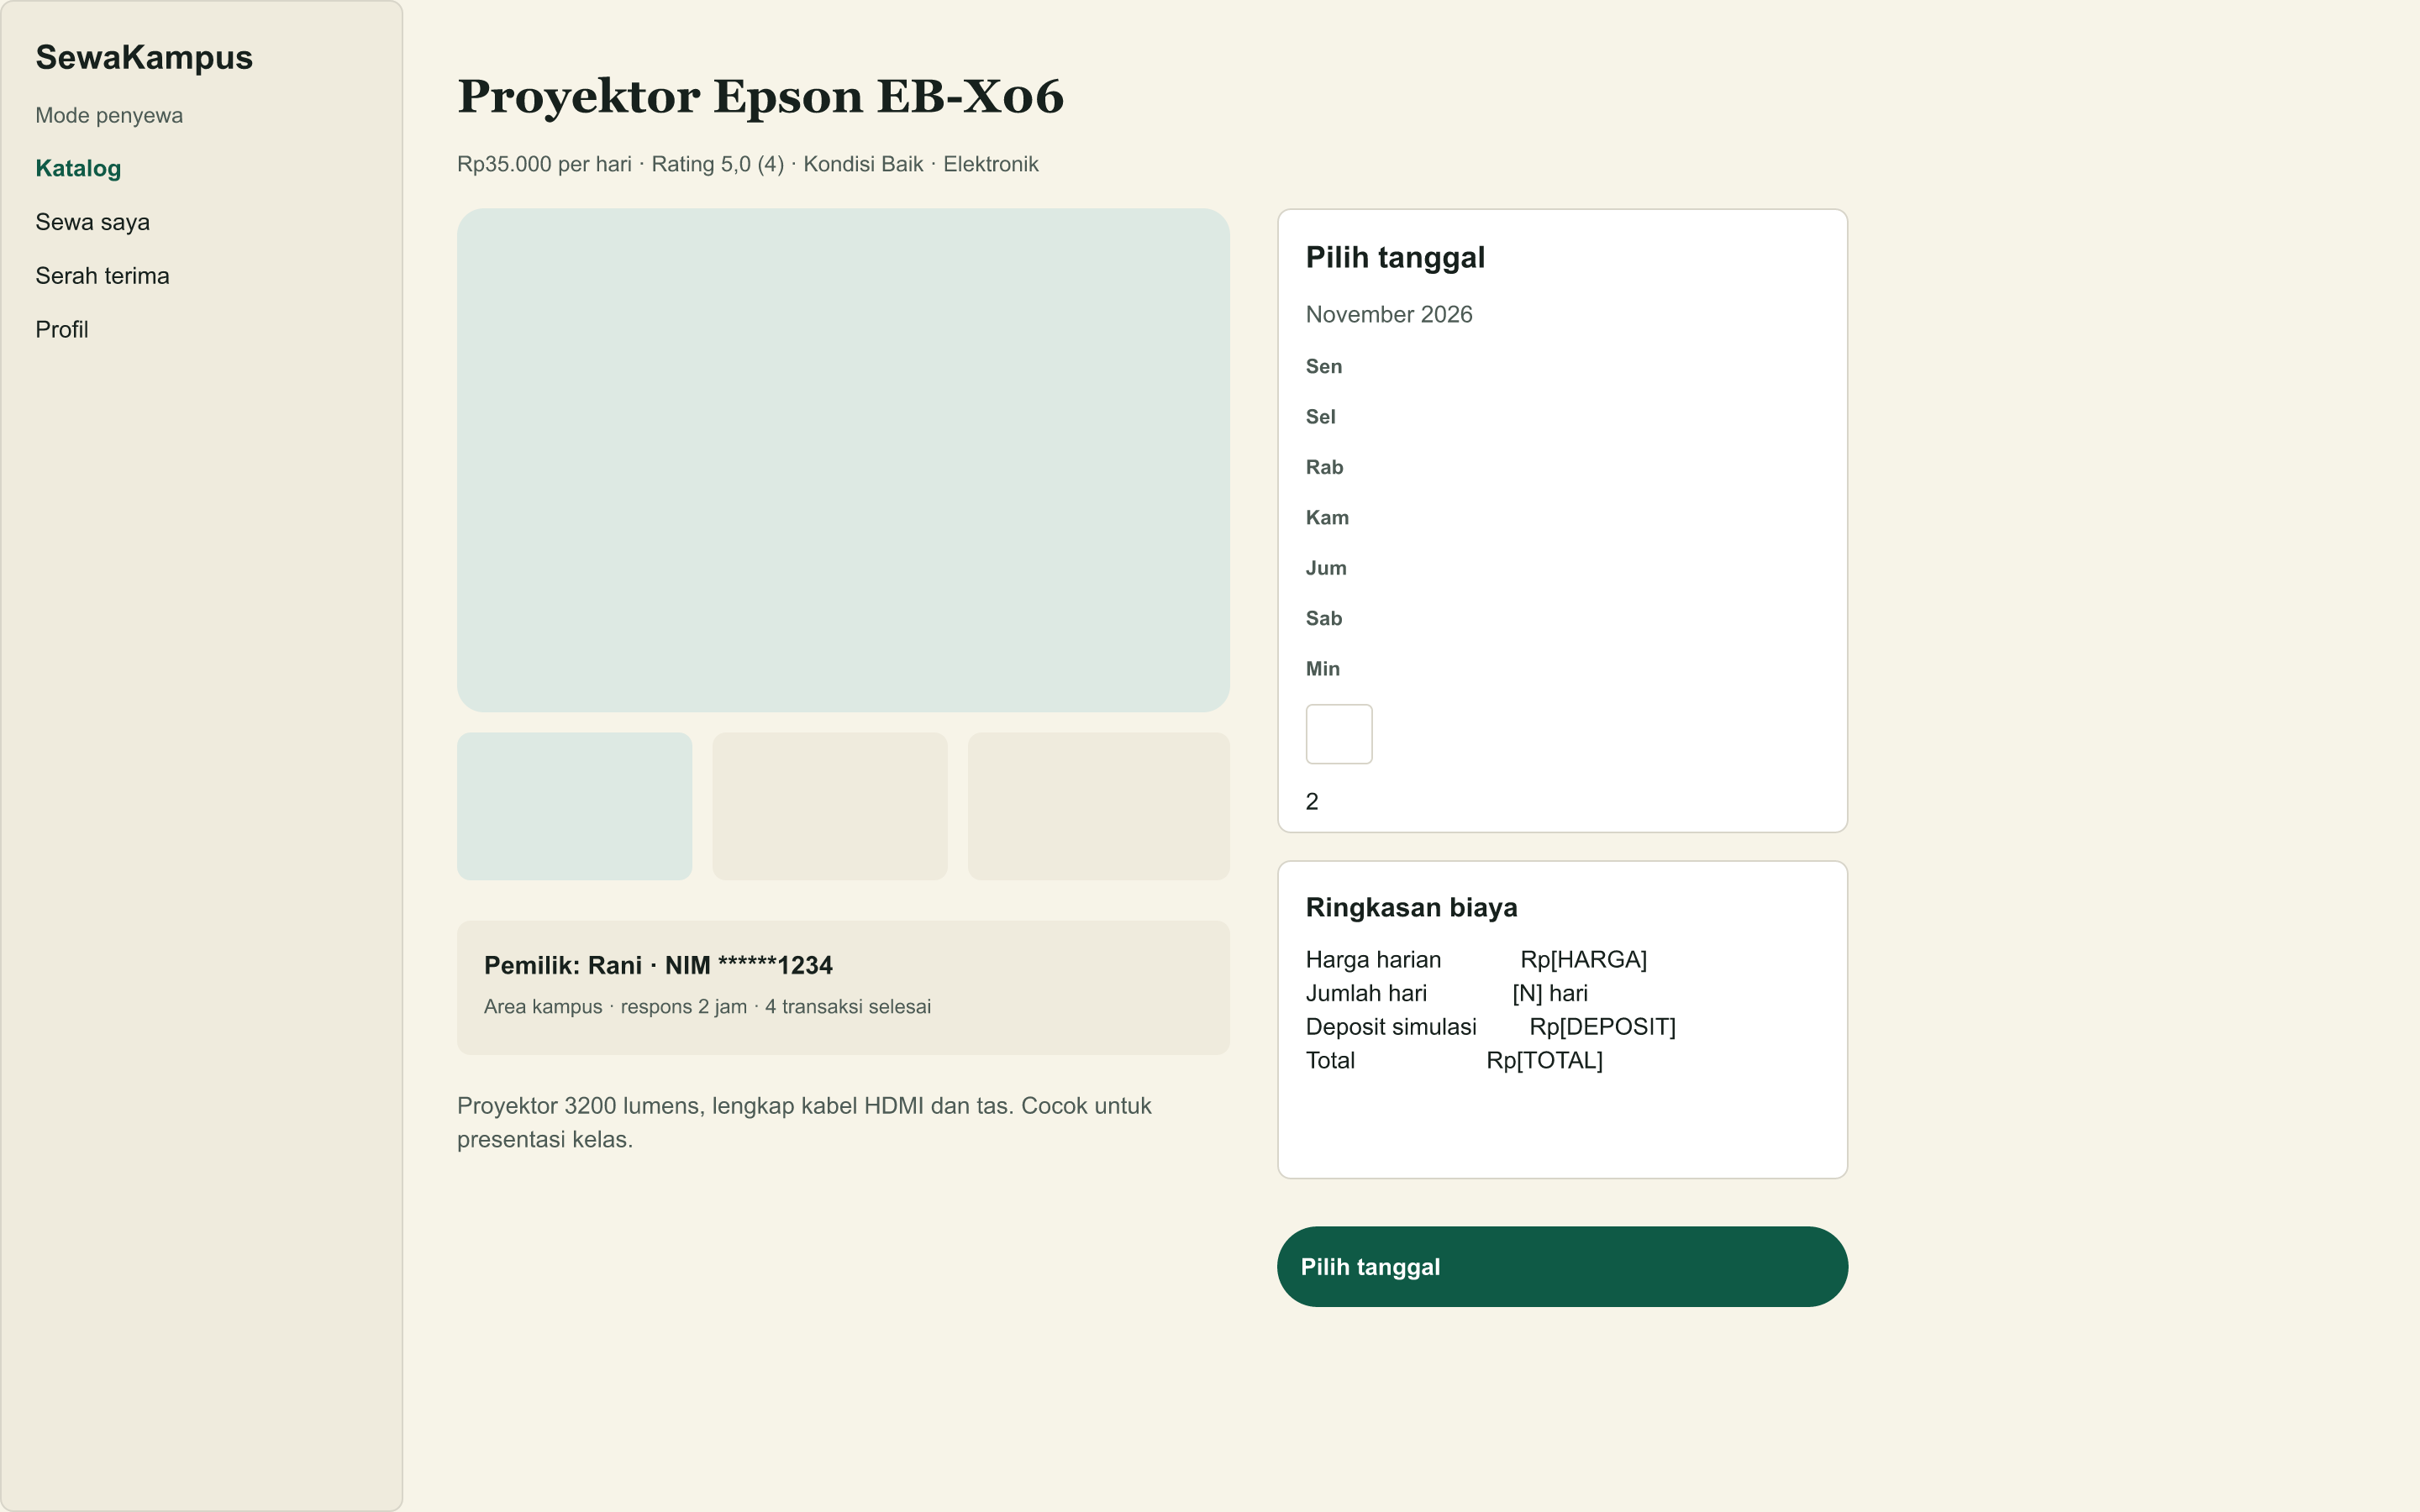 SewaKampus
Mode penyewa
Katalog
Sewa saya
Serah terima
Profil
Proyektor Epson EB-X06
Rp35.000 per hari · Rating 5,0 (4) · Kondisi Baik · Elektronik
Pemilik: Rani · NIM ******1234
Area kampus · respons 2 jam · 4 transaksi selesai
Proyektor 3200 lumens, lengkap kabel HDMI dan tas. Cocok untuk
presentasi kelas.
Pilih tanggal
November 2026
Sen
Sel
Rab
Kam
Jum
Sab
Min
2
Ringkasan biaya
Harga harian Rp[HARGA]
Jumlah hari [N] hari
Deposit simulasi Rp[DEPOSIT]
Total Rp[TOTAL]
Pilih tanggal